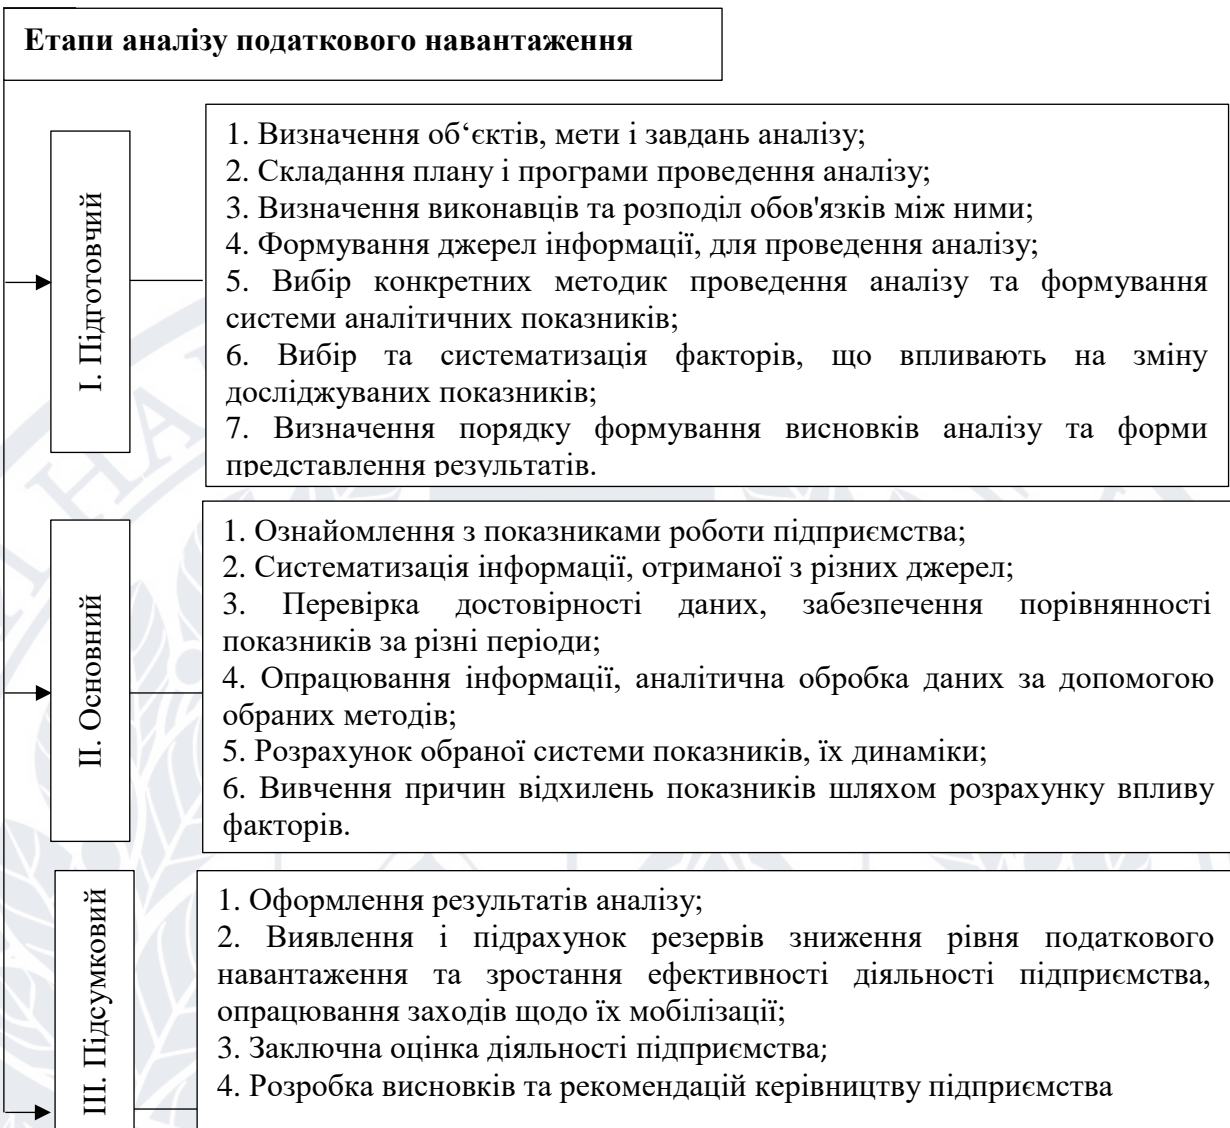 Етапи аналізу податкового навантаження
І. Підготовчий
1. Визначення об‘єктів, мети і завдань аналізу;
2. Складання плану і програми проведення аналізу;
3. Визначення виконавців та розподіл обов'язків між ними;
4. Формування джерел інформації, для проведення аналізу;
5. Вибір конкретних методик проведення аналізу та формування
системи аналітичних показників;
6. Вибір та систематизація факторів, що впливають на зміну
досліджуваних показників;
7. Визначення порядку формування висновків аналізу та форми
представлення результатів.
ІІ. Основний
1. Ознайомлення з показниками роботи підприємства;
2. Систематизація інформації, отриманої з різних джерел;
3. Перевірка достовірності даних, забезпечення порівнянності
показників за різні періоди;
4. Опрацювання інформації, аналітична обробка даних за допомогою
обраних методів;
5. Розрахунок обраної системи показників, їх динаміки;
6. Вивчення причин відхилень показників шляхом розрахунку впливу
факторів.
ІІІ. Підсумковий
1. Оформлення результатів аналізу;
2. Виявлення і підрахунок резервів зниження рівня податкового
навантаження та зростання ефективності діяльності підприємства,
опрацювання заходів щодо їх мобілізації;
3. Заключна оцінка діяльності підприємства;
4. Розробка висновків та рекомендацій керівництву підприємства